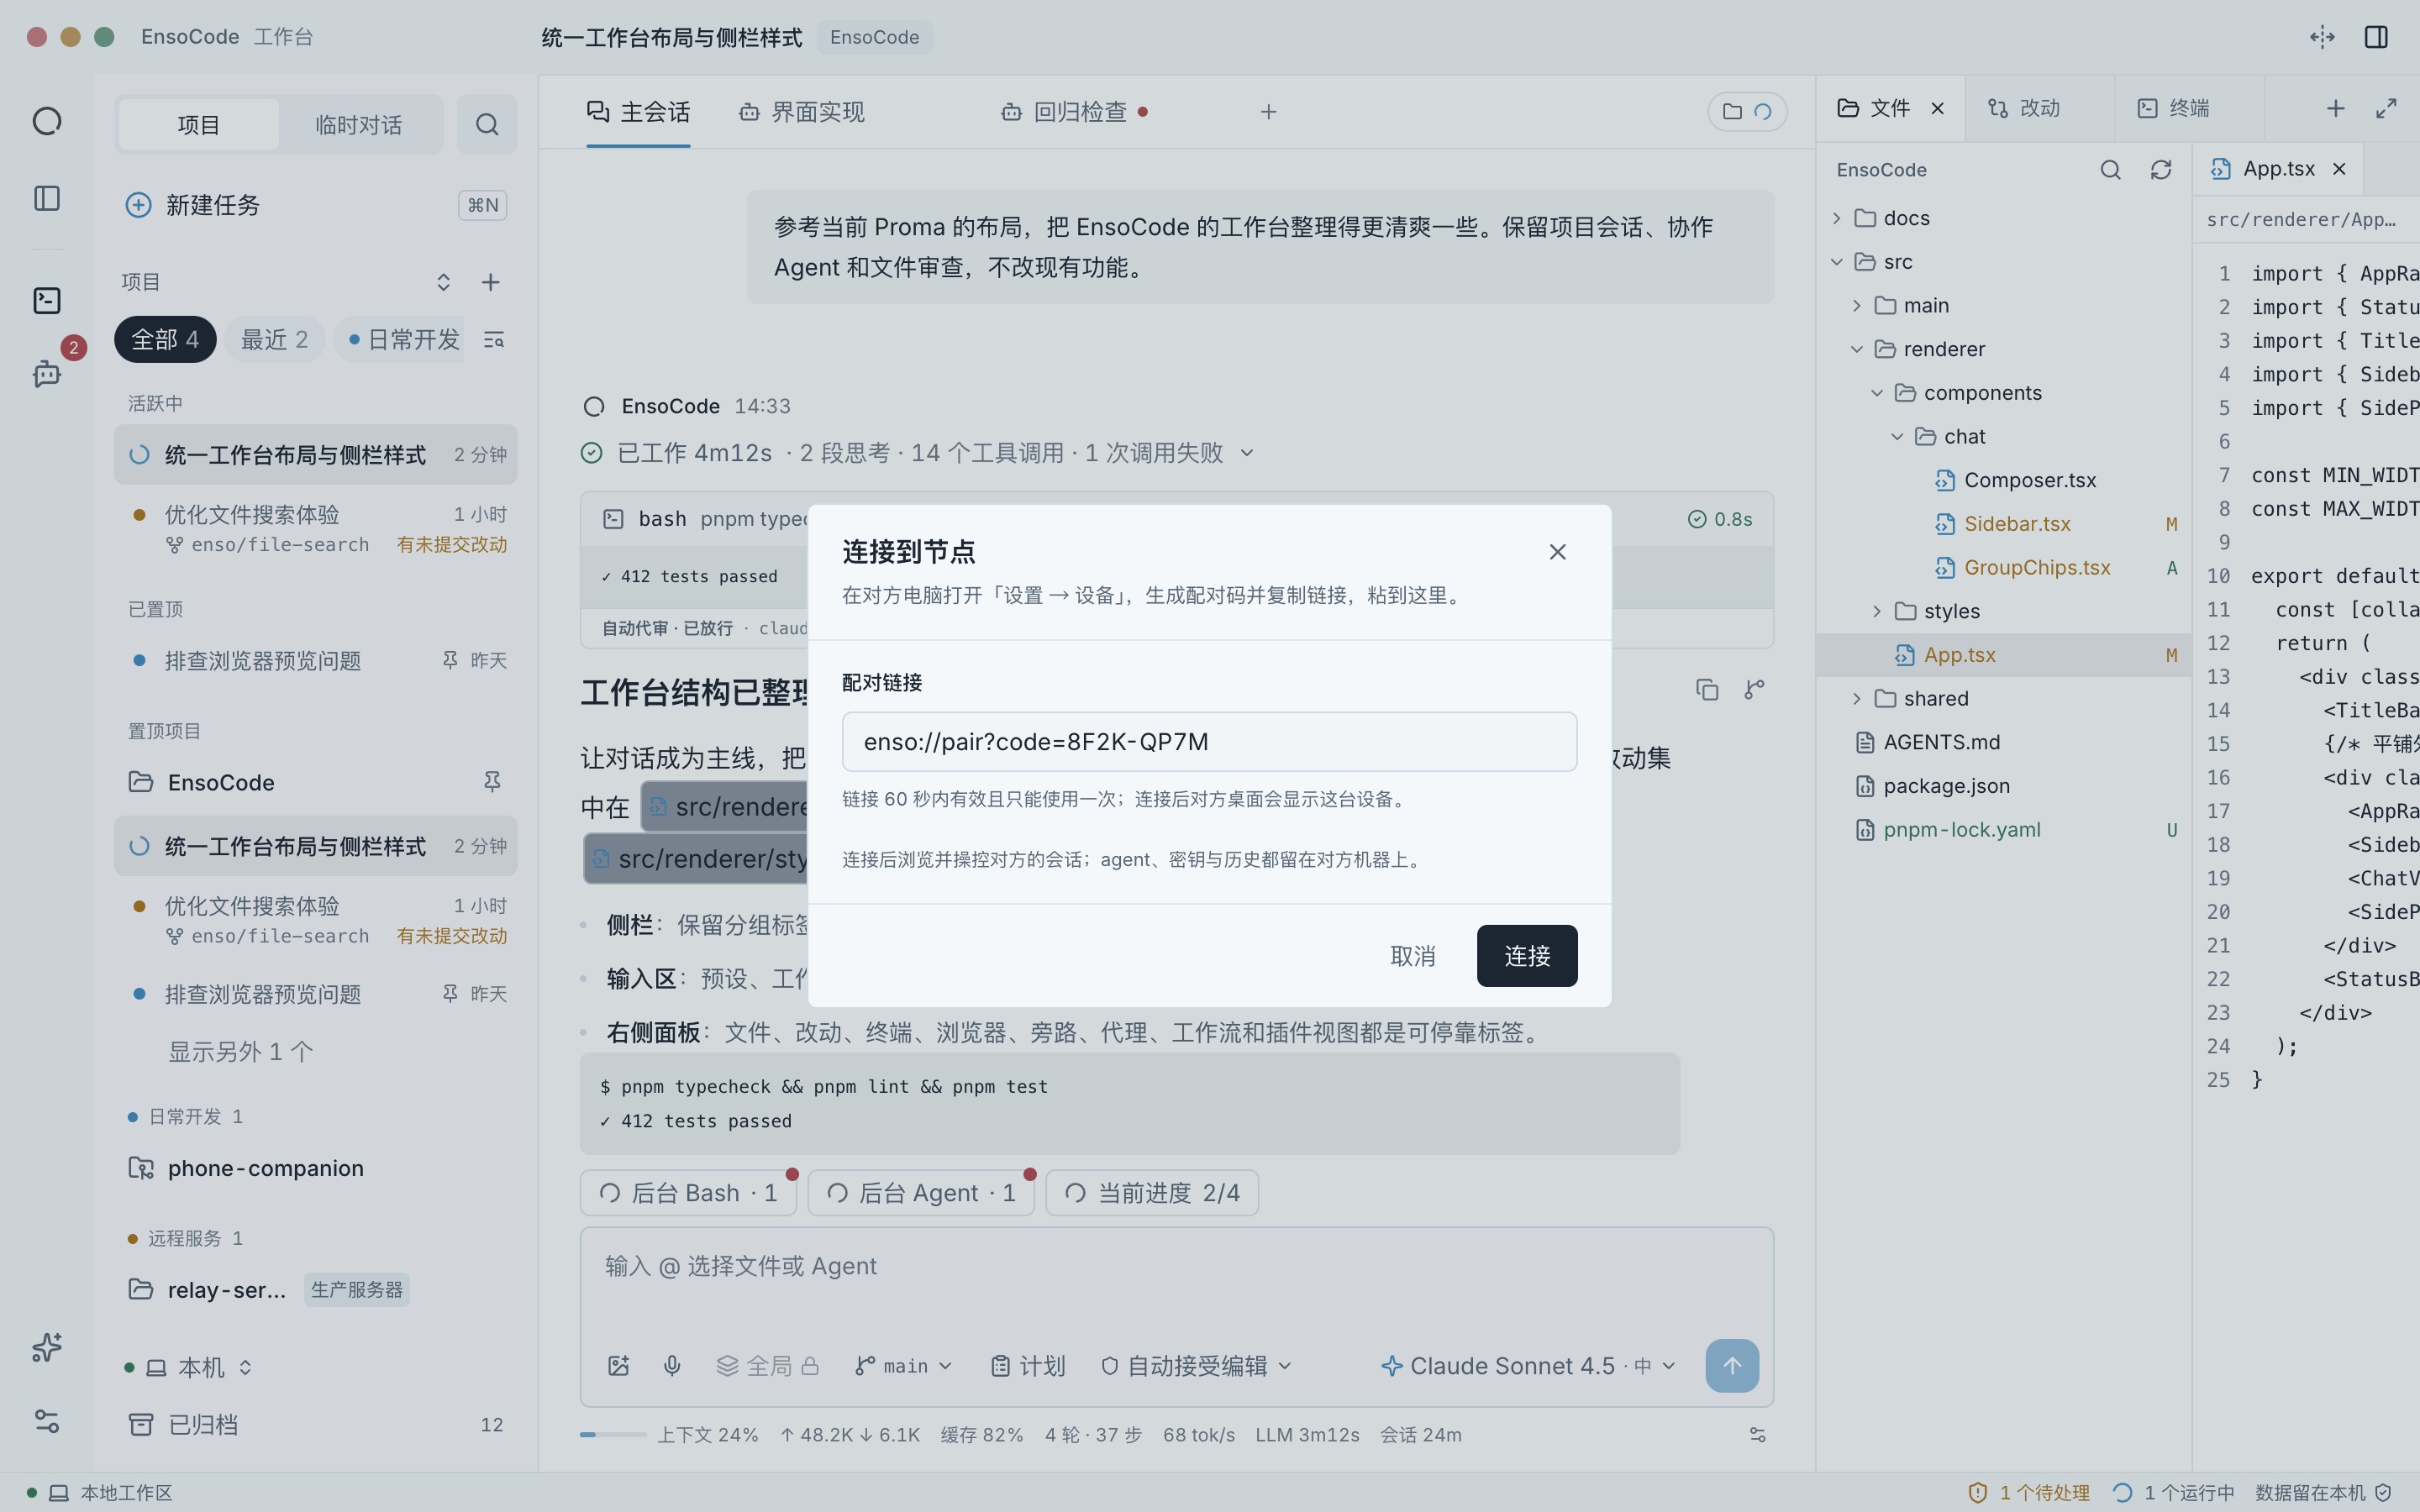 EnsoCode 工作台
统一工作台布局与侧栏样式 EnsoCode
项目 临时对话
新建任务 ⌘N
项目
全部 4 最近 2 日常开发
2
活跃中
统一工作台布局与侧栏样式 2 分钟
优化文件搜索体验 1 小时
enso/file-search 有未提交改动
已置顶
排查浏览器预览问题 昨天
置顶项目
EnsoCode
统一工作台布局与侧栏样式 2 分钟
优化文件搜索体验 1 小时
enso/file-search 有未提交改动
排查浏览器预览问题 昨天
显示另外 1 个
日常开发 1
phone-companion
远程服务 1
relay-ser... 生产服务器
本机
已归档 12
主会话 界面实现 回归检查
参考当前 Proma 的布局，把 EnsoCode 的工作台整理得更清爽一些。保留项目会话、协作
Agent 和文件审查，不改现有功能。
EnsoCode 14:33
已工作 4m12s · 2 段思考 · 14 个工具调用 · 1 次调用失败
bash pnpm typec 0.8s
✓ 412 tests passed
自动代审 · 已放行 · claud
工作台结构已整理
让对话成为主线，把 改动集
中在 src/rendere
src/renderer/sty
侧栏：保留分组标签
输入区：预设、工作
右侧面板：文件、改动、终端、浏览器、旁路、代理、工作流和插件视图都是可停靠标签。
$ pnpm typecheck && pnpm lint && pnpm test
✓ 412 tests passed
后台 Bash · 1 后台 Agent · 1 当前进度 2/4
输入 @ 选择文件或 Agent
全局 main 计划 自动接受编辑 Claude Sonnet 4.5 · 中
上下文 24% ↑ 48.2K ↓ 6.1K 缓存 82% 4 轮 · 37 步 68 tok/s LLM 3m12s 会话 24m
连接到节点
在对方电脑打开「设置 → 设备」，生成配对码并复制链接，粘到这里。
配对链接
enso://pair?code=8F2K-QP7M
链接 60 秒内有效且只能使用一次；连接后对方桌面会显示这台设备。
连接后浏览并操控对方的会话；agent、密钥与历史都留在对方机器上。
取消 连接
文件 改动 终端
EnsoCode
docs
src
main
renderer
components
chat
Composer.tsx
Sidebar.tsx M
GroupChips.tsx A
styles
App.tsx M
shared
AGENTS.md
package.json
pnpm-lock.yaml U
App.tsx
src/renderer/App…
1 import { AppRa
2 import { Statu
3 import { Title
4 import { Sideb
5 import { SideP
6
7 const MIN_WIDT
8 const MAX_WIDT
9
10 export default
11 const [colla
12 return (
13 <div class
14 <TitleBa
15 {/* 平铺
16 <div cla
17 <AppRa
18 <Sideb
19 <ChatV
20 <SideP
21 </div>
22 <StatusB
23 </div>
24 );
25 }
本地工作区
1 个待处理 1 个运行中 数据留在本机